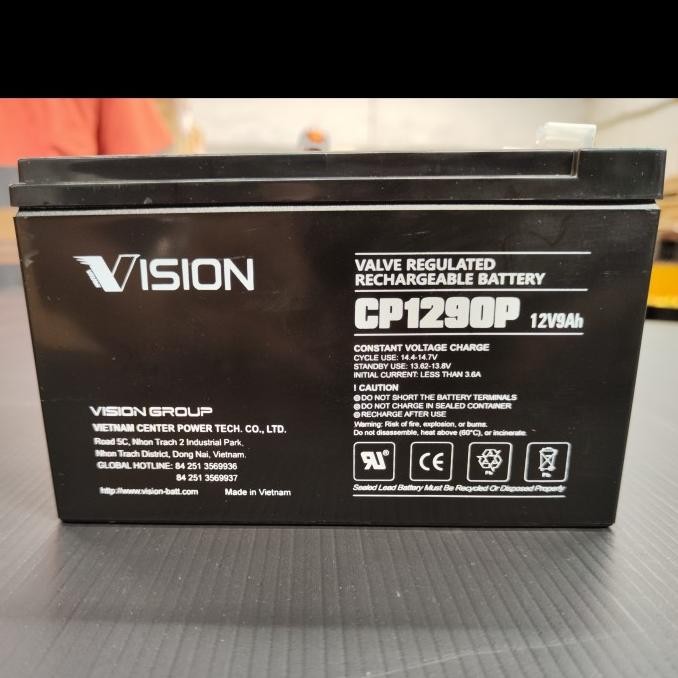 VISION
VALVE REGULATED
RECHARGEABLE BATTERY
CP1290P 12V9Ah
CONSTANT VOLTAGE CHARGE
CYCLE USE: 14.4-14.7V
STANDBY USE: 13.62-13.8V
INITIAL CURRENT: LESS THAN 3.6A
! CAUTION
DO NOT SHORT THE BATTERY TERMINALS
DO NOT CHARGE IN SEALED CONTAINER
RECHARGE AFTER USE
Warning: Risk of fire, explosion, or burns.
Do not disassemble, heat above (60°C), or incinerate.
CE
Pb
Pb
Sealed Lead Battery Must Be Recycled Or Disposed Properly
VISION GROUP
VIETNAM CENTER POWER TECH. CO., LTD.
Road 5C, Nhon Trach 2 Industrial Park,
Nhon Trach District, Dong Nai, Vietnam.
GLOBAL HOTLINE: 84 251 3569936
84 251 3569937
http://www.vision-batt.com Made in Vietnam